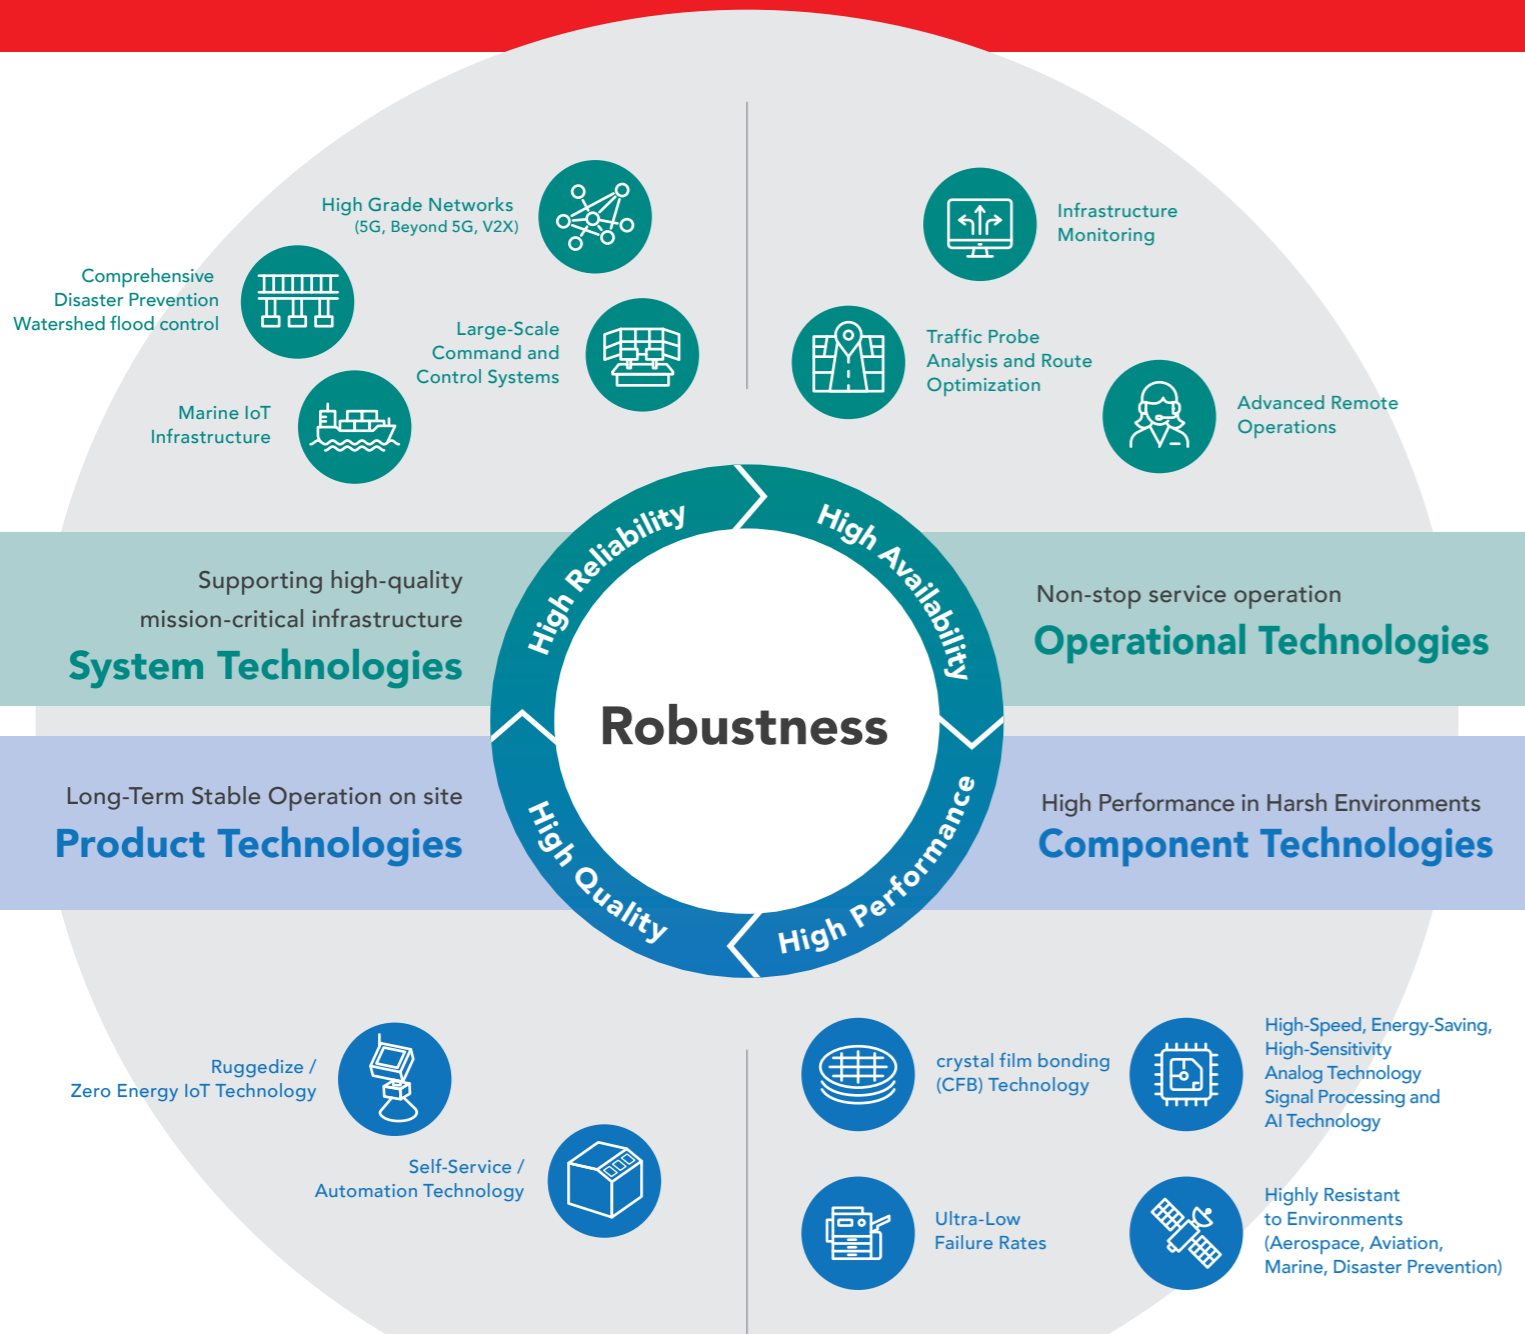 High Grade Networks
(5G, Beyond 5G, V2X)
Comprehensive
Disaster Prevention
Watershed flood control
Large-Scale
Command and
Control Systems
Marine IoT
Infrastructure
Infrastructure
Monitoring
Traffic Probe
Analysis and Route
Optimization
Advanced Remote
Operations
Supporting high-quality
mission-critical infrastructure
System Technologies
High Reliability
High Availability
Non-stop service operation
Operational Technologies
Robustness
Long-Term Stable Operation on site
Product Technologies
High Quality
High Performance
High Performance in Harsh Environments
Component Technologies
Ruggedize /
Zero Energy IoT Technology
Self-Service /
Automation Technology
crystal film bonding
(CFB) Technology
High-Speed, Energy-Saving,
High-Sensitivity
Analog Technology
Signal Processing and
AI Technology
Ultra-Low
Failure Rates
Highly Resistant
to Environments
(Aerospace, Aviation,
Marine, Disaster Prevention)